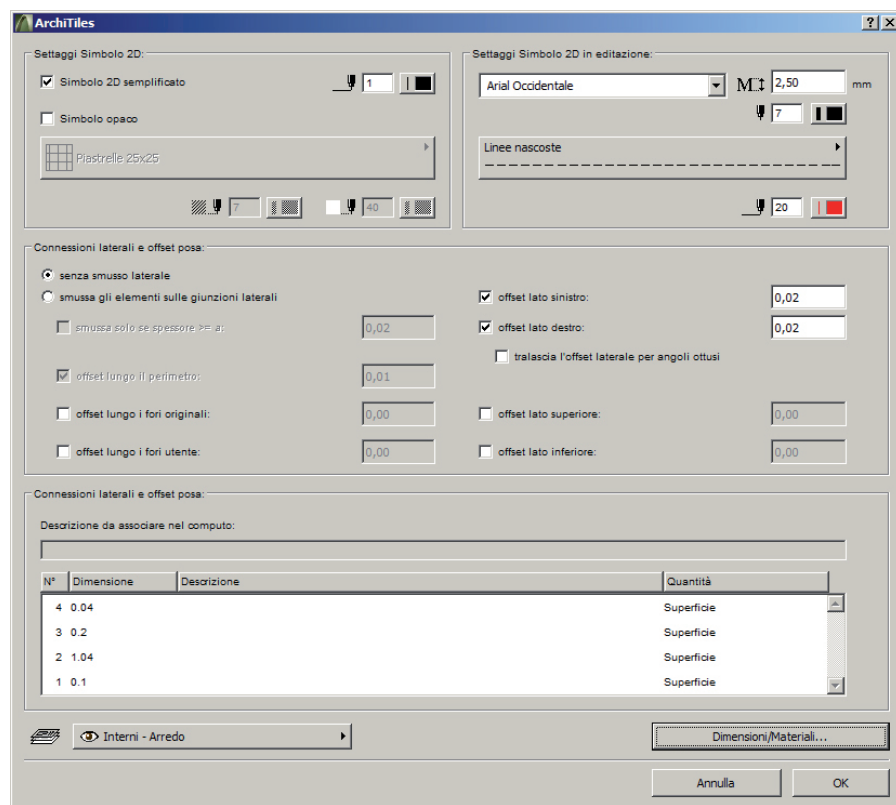 ArchiTiles
Settaggi Simbolo 2D:
Simbolo 2D semplificato
1
Simbolo opaco
Piastrelle 25x25
7
40
Settaggi Simbolo 2D in editazione:
Arial Occidentale
M
2,50
mm
7
Linee nascoste
20
Connessioni laterali e offset posa:
senza smusso laterale
smussa gli elementi sulle giunzioni laterali
smussa solo se spessore >= a:
0,02
offset lungo il perimetro:
0,01
offset lungo i fori originali:
0,00
offset lungo i fori utente:
0,00
offset lato sinistro:
0,02
offset lato destro:
0,02
tralascia l'offset laterale per angoli ottusi
offset lato superiore:
0,00
offset lato inferiore:
0,00
Connessioni laterali e offset posa:
Descrizione da associare nel computo:
N° Dimensione Descrizione Quantità
4 0.04 Superficie
3 0.2 Superficie
2 1.04 Superficie
1 0.1 Superficie
Interni - Arredo
Dimensioni/Materiali...
Annulla
OK